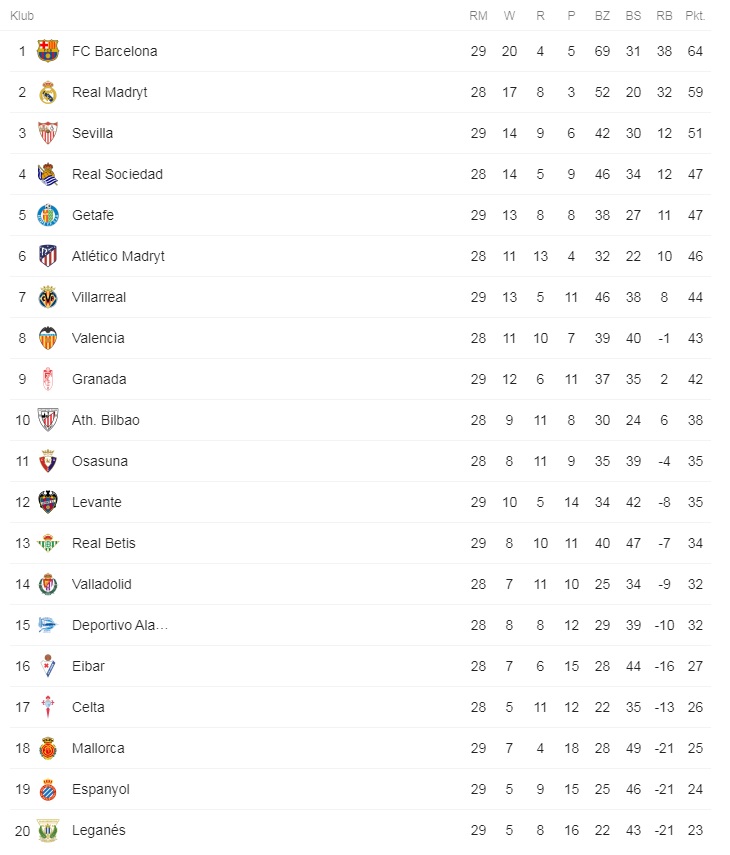 Klub RM W R P BZ BS RB Pkt.
1 FC Barcelona 29 20 4 5 69 31 38 64
2 Real Madryt 28 17 8 3 52 20 32 59
3 Sevilla 29 14 9 6 42 30 12 51
4 Real Sociedad 28 14 5 9 46 34 12 47
5 Getafe 29 13 8 8 38 27 11 47
6 Atlético Madryt 28 11 13 4 32 22 10 46
7 Villarreal 29 13 5 11 46 38 8 44
8 Valencia 28 11 10 7 39 40 -1 43
9 Granada 29 12 6 11 37 35 2 42
10 Ath. Bilbao 28 9 11 8 30 24 6 38
11 Osasuna 28 8 11 9 35 39 -4 35
12 Levante 29 10 5 14 34 42 -8 35
13 Real Betis 29 8 10 11 40 47 -7 34
14 Valladolid 28 7 11 10 25 34 -9 32
15 Deportivo Ala... 28 8 8 12 29 39 -10 32
16 Eibar 28 7 6 15 28 44 -16 27
17 Celta 28 5 11 12 22 35 -13 26
18 Mallorca 29 7 4 18 28 49 -21 25
19 Espanyol 29 5 9 15 25 46 -21 24
20 Leganés 29 5 8 16 22 43 -21 23